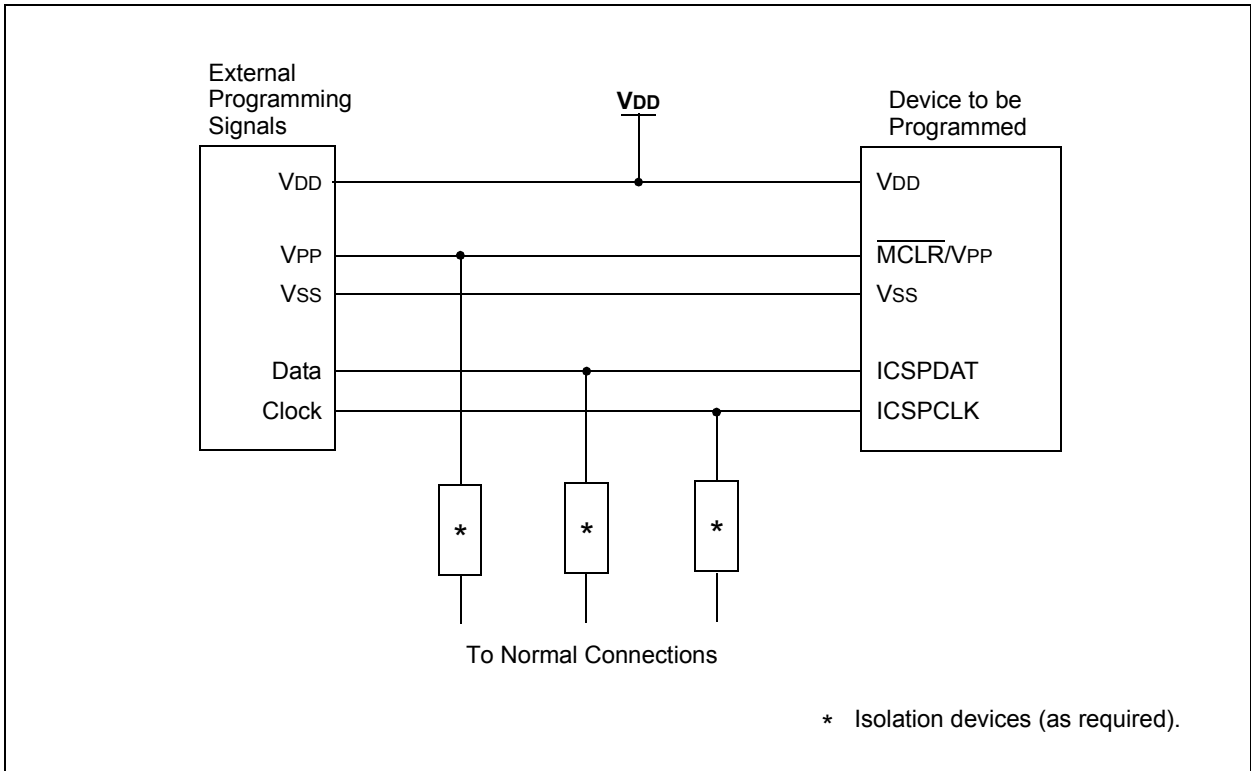 External
Programming
Signals
VDD
Device to be
Programmed
VDD
VDD
VPP
MCLR/VPP
VSS
VSS
Data
ICSPDAT
Clock
ICSPCLK
*
*
*
To Normal Connections
* Isolation devices (as required).